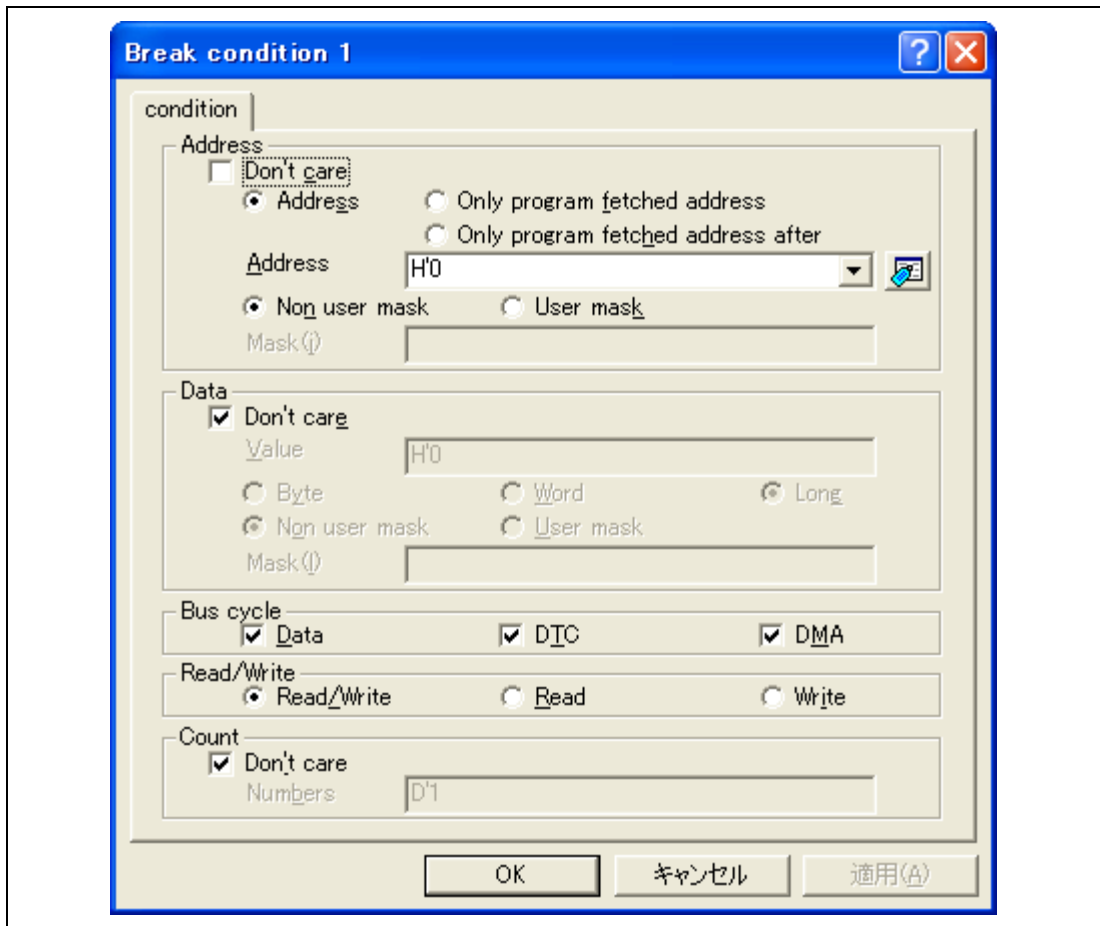 Break condition 1
condition
Address
Don't care
Address Only program fetched address
Only program fetched address after
Address H'0
Non user mask User mask
Mask(j)
Data
Don't care
Value H'0
Byte Word Long
Non user mask User mask
Mask(l)
Bus cycle
Data DTC DMA
Read/Write
Read/Write Read Write
Count
Don't care
Numbers D'1
OK キャンセル 適用(A)